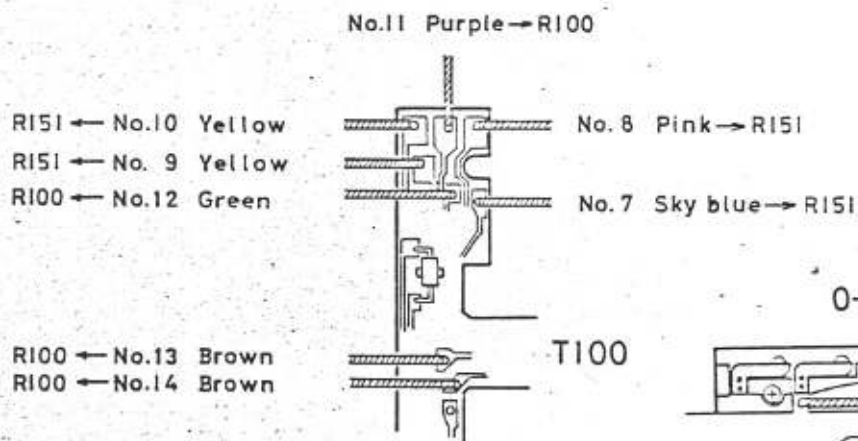 No.11 Purple→R100
R151 ← No.10 Yellow
No. 8 Pink→R151
R151 ← No. 9 Yellow
R100 ← No.12 Green
No. 7 Sky blue→R151
0-
R100 ← No.13 Brown
T100
R100 ← No.14 Brown